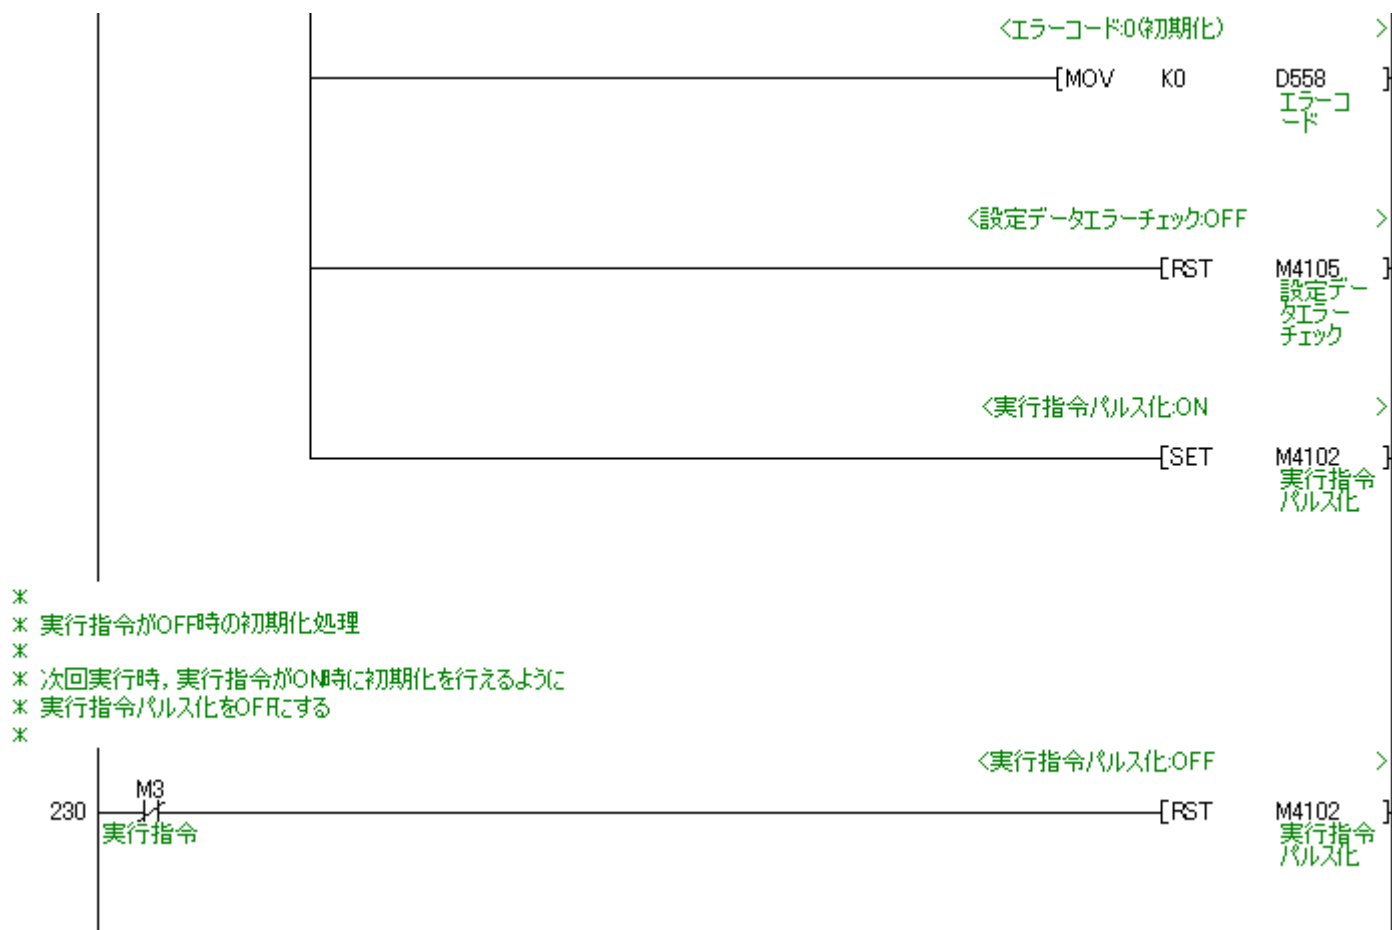 <エラーコード:0(初期化) >
[MOV K0 D558 ]
エラーコ
ード
<設定データエラーチェック:OFF >
[RST M4105 ]
設定デー
タエラー
チェック
<実行指令パルス化:ON >
[SET M4102 ]
実行指令
パルス化
*
* 実行指令がOFF時の初期化処理
*
* 次回実行時, 実行指令がON時に初期化を行えるように
* 実行指令パルス化をOFFにする
*
<実行指令パルス化:OFF >
M3
230 [RST M4102 ]
実行指令
実行指令
パルス化